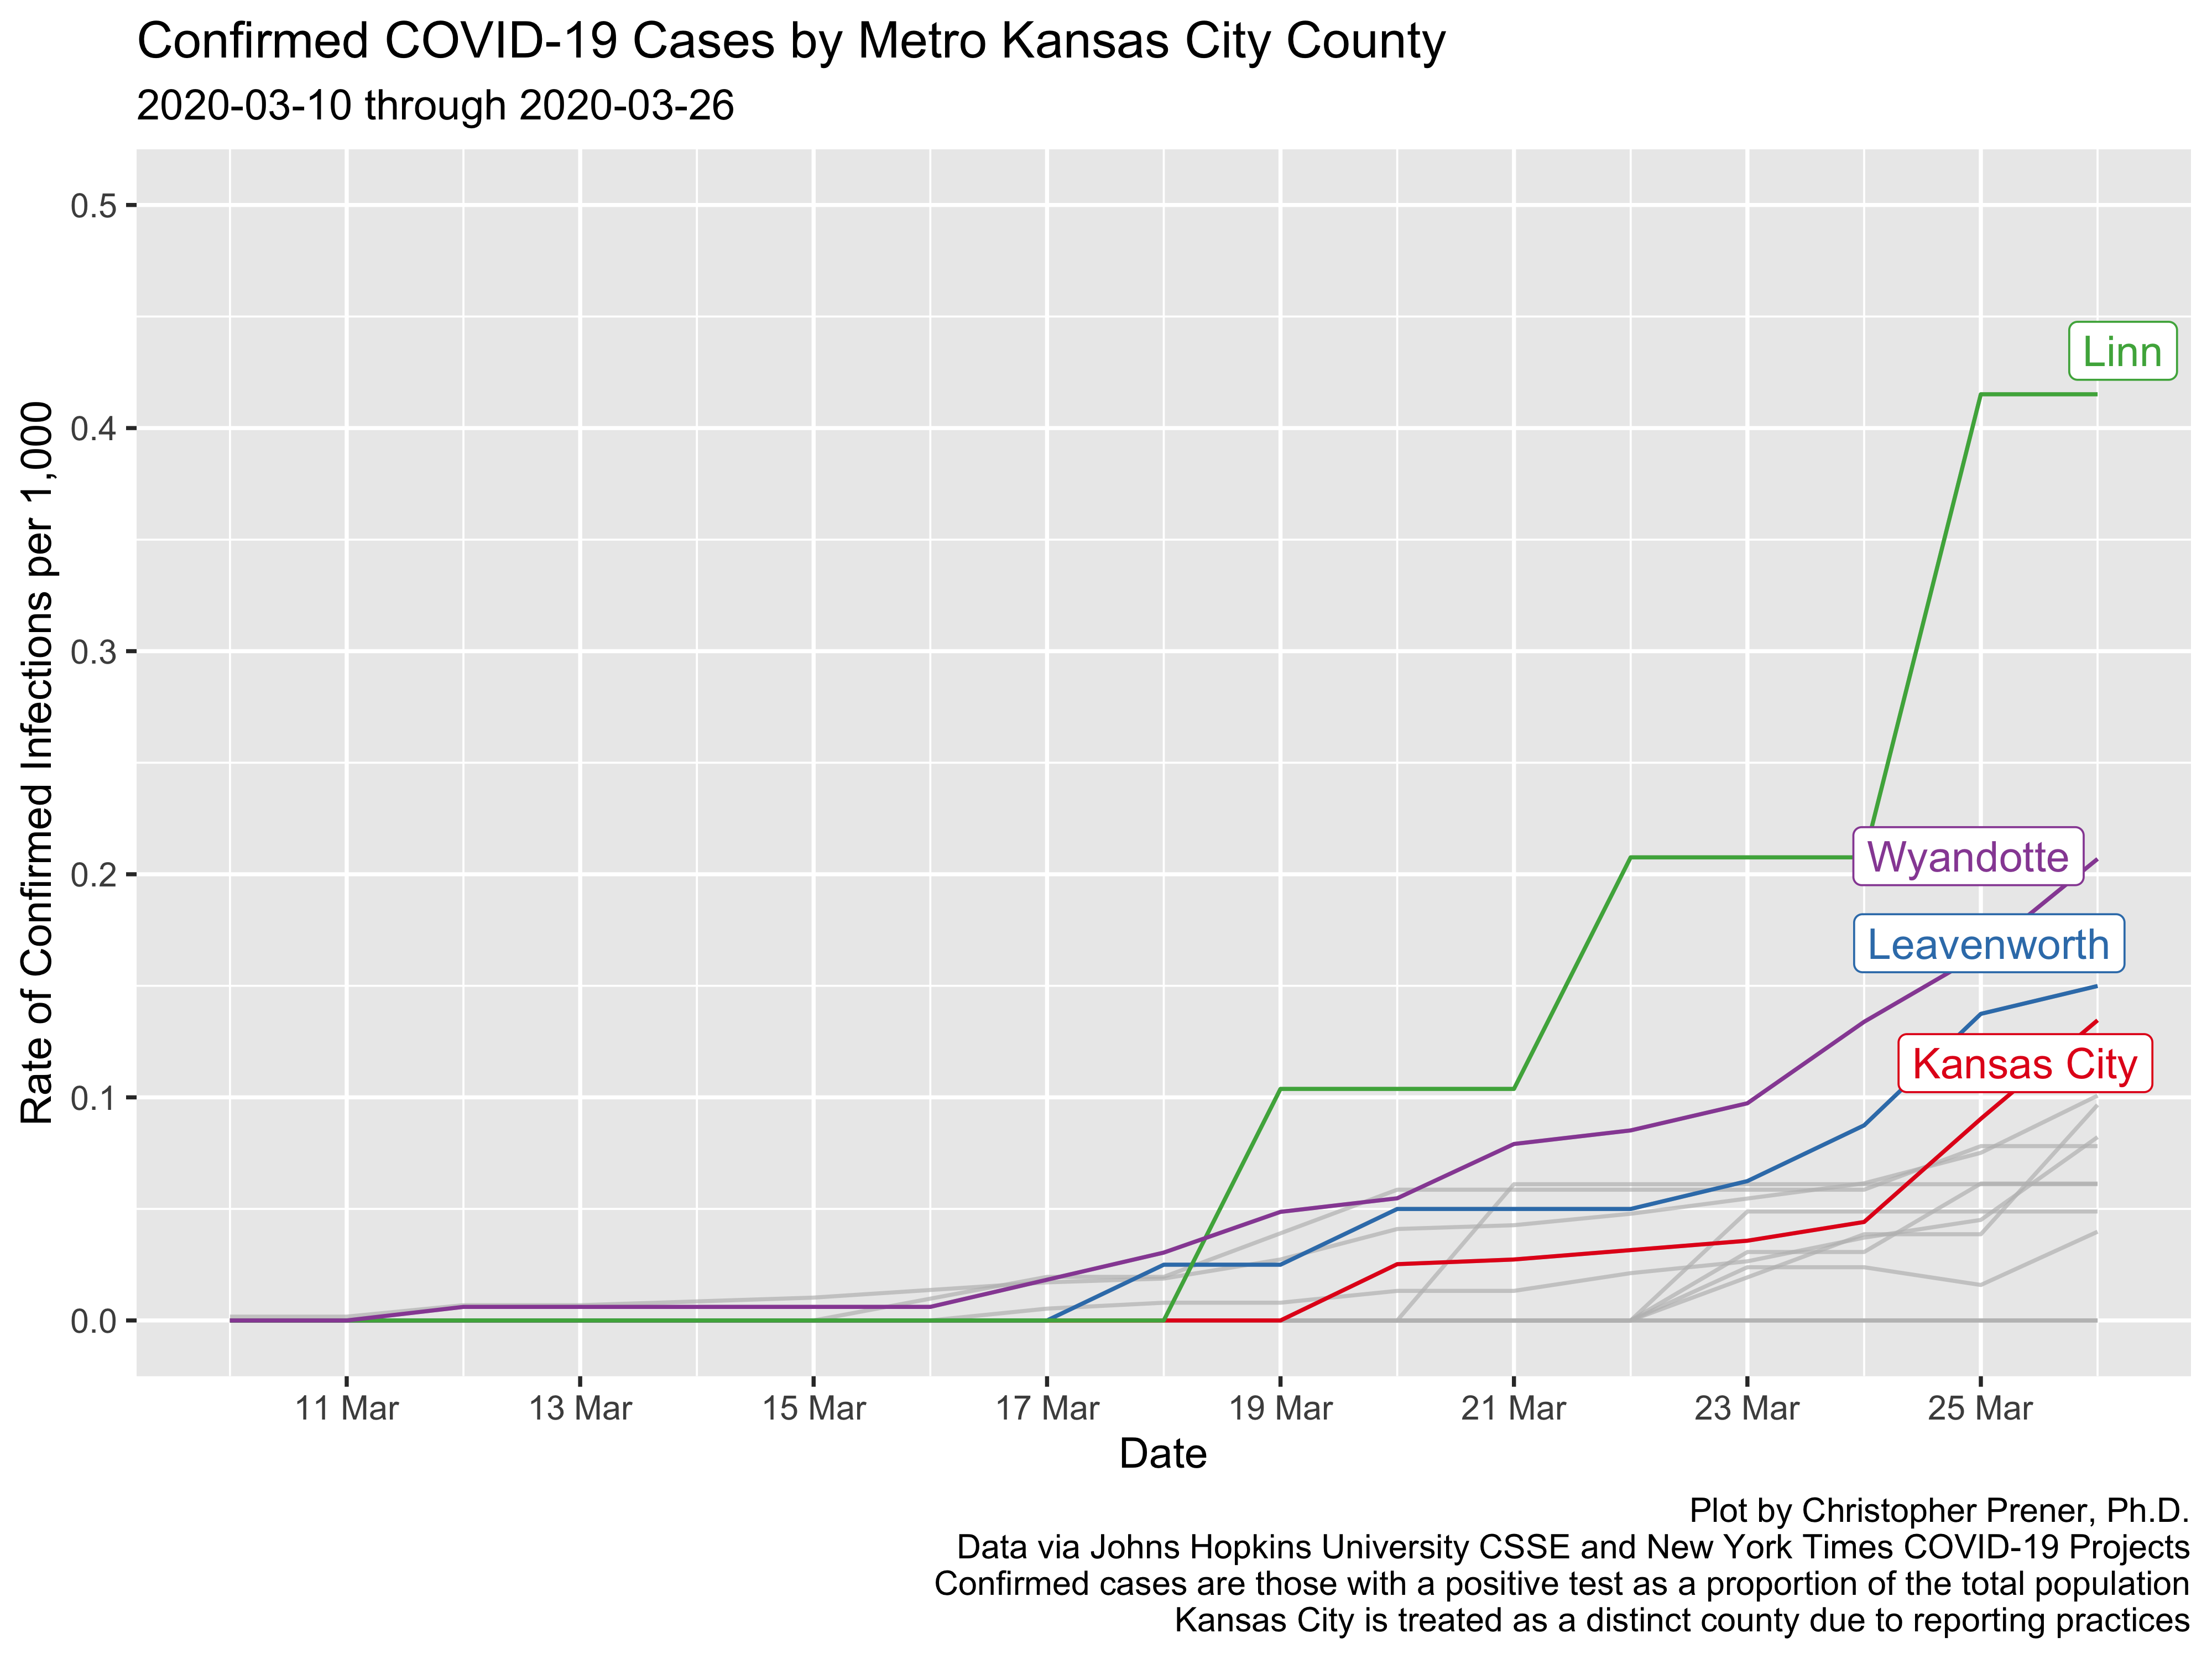 Confirmed COVID-19 Cases by Metro Kansas City County
2020-03-10 through 2020-03-26
Rate of Confirmed Infections per 1,000
0.5
0.4
0.3
0.2
0.1
0.0
Linn
Wyandotte
Leavenworth
Kansas City
11 Mar
13 Mar
15 Mar
17 Mar
19 Mar
21 Mar
23 Mar
25 Mar
Date
Plot by Christopher Prener, Ph.D.
Data via Johns Hopkins University CSSE and New York Times COVID-19 Projects
Confirmed cases are those with a positive test as a proportion of the total population
Kansas City is treated as a distinct county due to reporting practices